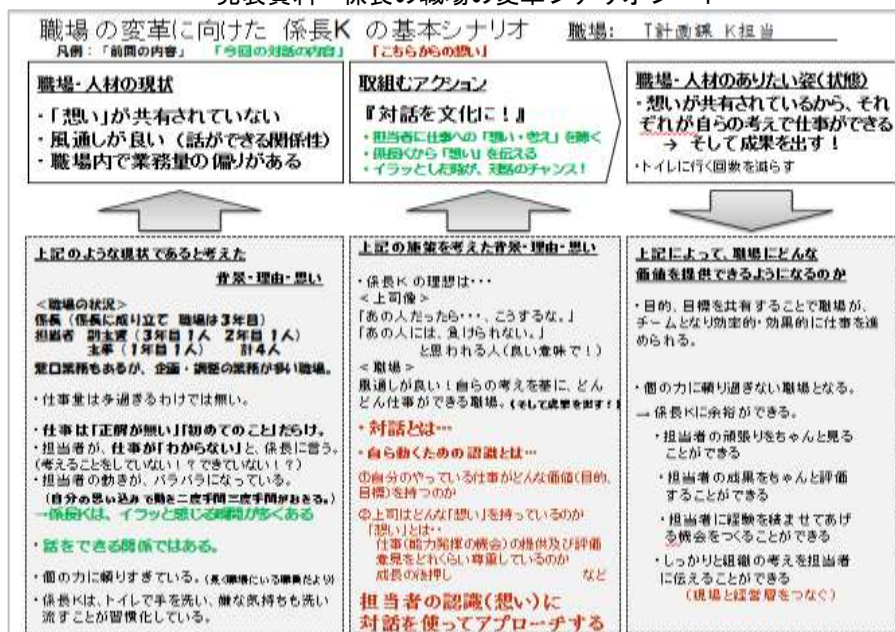 職場の変革に向けた 係長K の基本シナリオ
職場: T計画課 K担当
凡例:「前回の内容」 「今回の対話の内容」 「こちらからの想い」
職場・人材の現状
・「想い」が共有されていない
・風通しが良い（話ができる関係性）
・職場内で業務量の偏りがある
取組むアクション
『対話を文化に！』
・担当者に仕事への「想い・考え」を聴く
・係長Kから「想い」を伝える
・イラッとした時が、対話のチャンス！
職場・人材のありたい姿(状態)
・想いが共有されているから、それ
ぞれが自らの考えで仕事ができる
→ そして成果を出す！
・トイレに行く回数を減らす
上記のような現状であると考えた
背景・理由・思い
＜職場の状況＞
係長（係長に成り立て 職場は3年目）
担当者 副主査（3年目1人 2年目1人）
主事（1年目1人） 計4人
窓口業務もあるが、企画・調整の業務が多い職場。
・仕事量は多過ぎるわけでは無い。
・仕事は「正解が無い」「初めてのこと」だらけ。
・担当者が、仕事が「わからない」と、係長に言う。
(考えることをしていない！？できていない！？)
・担当者の動きが、バラバラになっている。
(自分の思い込みで動き二度手間三度手間がおきる。)
→係長Kは、イラッと感じる瞬間が多くある
・話をできる関係ではある。
・個の力に頼りすぎている。(長く職場にいる職員だより)
・係長Kは、トイレで手を洗い、嫌な気持ちも洗い
流すことが習慣化している。
上記の施策を考えた背景・理由・思い
・係長K の理想は・・・
＜上司像＞
「あの人だったら・・・、こうするな。」
「あの人には、負けられない。」
と思われる人(良い意味で！)
＜職場＞
風通しが良い！自らの考えを基に、どん
どん仕事ができる職場。(そして成果を出す！)
・対話とは…
・自ら動くための認識とは…
①自分のやっている仕事がどんな価値(目的、
目標)を持つのか
②上司はどんな「想い」を持っているのか
「想い」とは・・
仕事(能力発揮の機会)の提供及び評価
意見をどれくらい尊重しているのか
成長の後押し など
担当者の認識(想い)に
対話を使ってアプローチする
上記によって、職場にどんな
価値を提供できるようになるのか
・目的、目標を共有することで職場が、
チームとなり効率的・効果的に仕事を進
められる。
・個の力に頼り過ぎない職場となる。
→ 係長Kに余裕ができる。
・担当者の頑張りをちゃんと見る
ことができる
・担当者の成果をちゃんと評価
することができる
・担当者に経験を積ませてあげ
る機会をつくることができる
・しっかりと組織の考えを担当者
に伝えることができる
(現場と経営層をつなぐ)